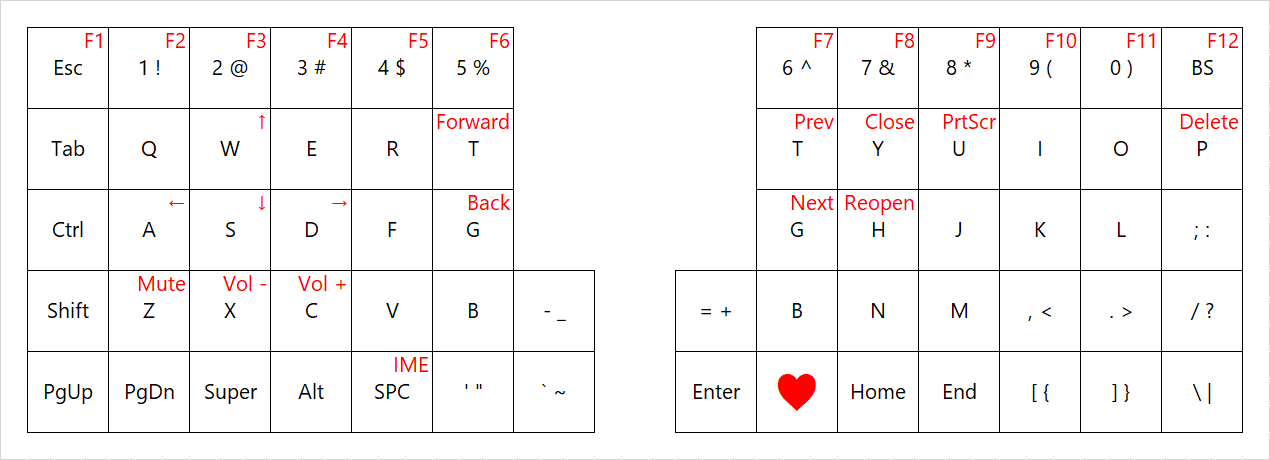 F1 F2 F3 F4 F5 F6 F7 F8 F9 F10 F11 F12
Esc 1 ! 2 @ 3 # 4 $ 5 % 6 ^ 7 & 8 * 9 ( 0 ) BS
↑ Forward Prev Close PrtScr Delete
Tab Q W E R T T Y U I O P
← ↓ → Back Next Reopen
Ctrl A S D F G G H J K L ; :
Mute Vol - Vol +
Shift Z X C V B - _ = + B N M , < . > / ?
IME
PgUp PgDn Super Alt SPC ' " ` ~ Enter ♥ Home End [ { ] } \ |